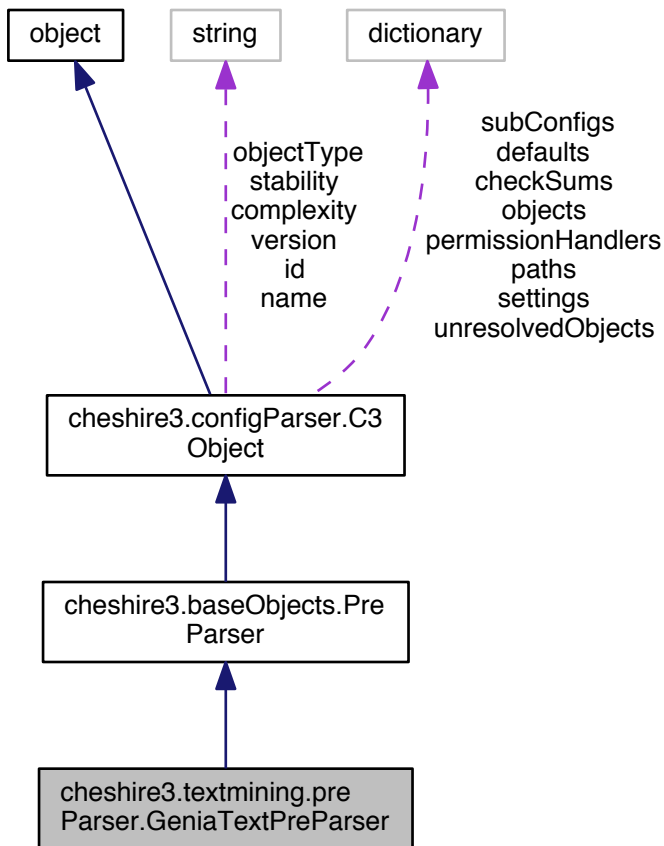 object
string
dictionary
objectType
stability
complexity
version
id
name
subConfigs
defaults
checkSums
objects
permissionHandlers
paths
settings
unresolvedObjects
cheshire3.configParser.C3
Object
cheshire3.baseObjects.Pre
Parser
cheshire3.textmining.pre
Parser.GeniaTextPreParser